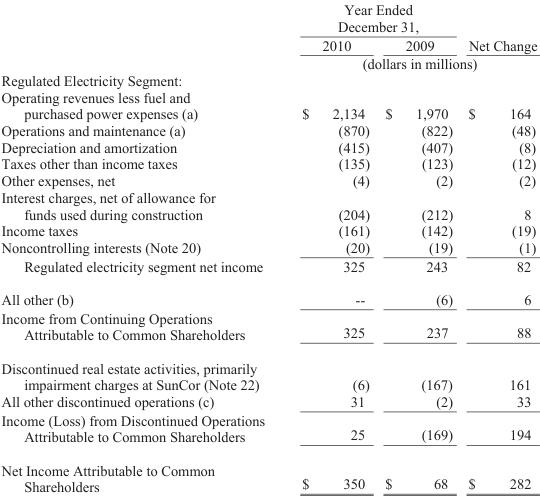 Year Ended
December 31,
2010 2009 Net Change
(dollars in millions)
Regulated Electricity Segment:
Operating revenues less fuel and
purchased power expenses (a) $ 2,134 $ 1,970 $ 164
Operations and maintenance (a) (870) (822) (48)
Depreciation and amortization (415) (407) (8)
Taxes other than income taxes (135) (123) (12)
Other expenses, net (4) (2) (2)
Interest charges, net of allowance for
funds used during construction (204) (212) 8
Income taxes (161) (142) (19)
Noncontrolling interests (Note 20) (20) (19) (1)
Regulated electricity segment net income 325 243 82
All other (b) -- (6) 6
Income from Continuing Operations
Attributable to Common Shareholders 325 237 88
Discontinued real estate activities, primarily
impairment charges at SunCor (Note 22) (6) (167) 161
All other discontinued operations (c) 31 (2) 33
Income (Loss) from Discontinued Operations
Attributable to Common Shareholders 25 (169) 194
Net Income Attributable to Common
Shareholders $ 350 $ 68 $ 282